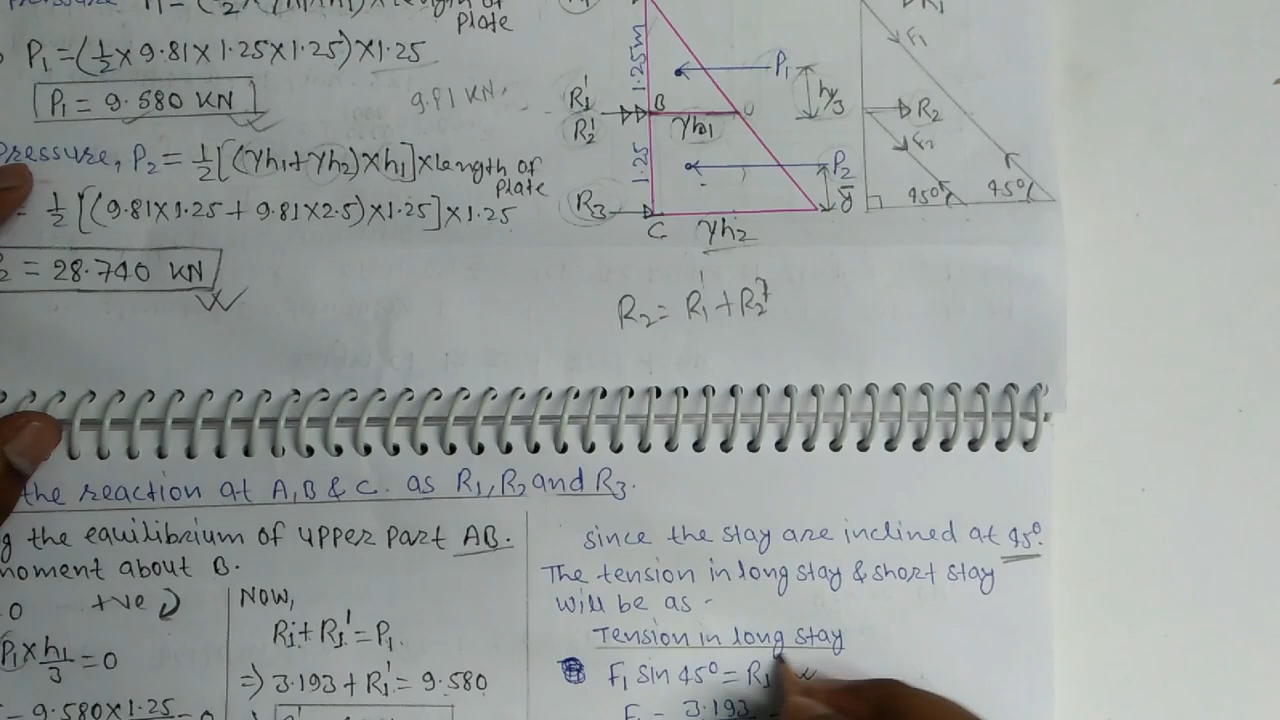 Plate
P1 = (1/2 × 9.81 × 1.25 × 1.25) × 1.25
P1 = 9.580 KN
9.81 KN.
Pressure, P2 = 1/2 [(γh1 + γh2) × h1] × length of
Plate
= 1/2 [(9.81×1.25 + 9.81×2.5) × 1.25] × 1.25
= 28.740 KN
1.25m
P1
h/3
R1'
R2'
B
γh1
1.25
P2
ȳ
R3
C
γh2
F1
R2
F2
45°
45°
R2 = R1' + R2'
the reaction at A, B & C. as R1, R2 and R3.
the equilibrium of upper part AB.
moment about B.
0 +ve
P1 × h1/3 = 0
9.580 × 1.25
NOW,
R1 + R1' = P1.
⇒ 3.193 + R1' = 9.580
since the stay are inclined at 45°.
The tension in long stay & short stay
will be as -
Tension in long stay
F1 sin 45° = R1
3.193